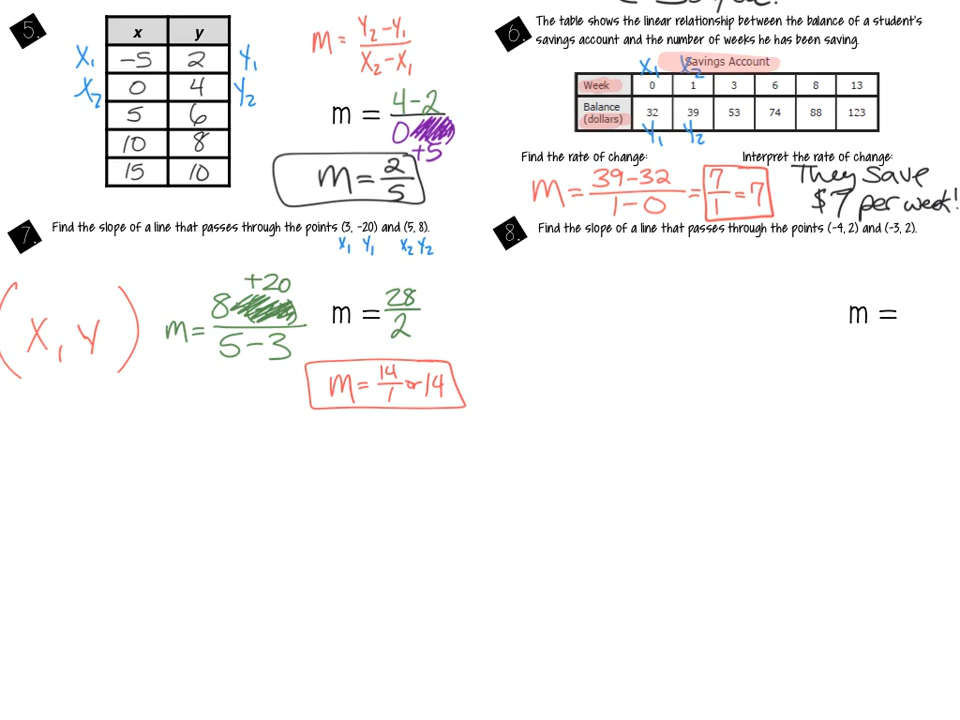 5.
x y
X₁ -5 2 Y₁
X₂ 0 4 Y₂
5 6
10 8
15 10
m = Y₂-Y₁
X₂-X₁
m = 4-2
0 +5
m = 2/5
6.
The table shows the linear relationship between the balance of a student's
savings account and the number of weeks he has been saving.
X₁ X₂
Savings Account
Week 0 1 3 6 8 13
Balance (dollars) 32 39 53 74 88 123
Y₁ Y₂
Find the rate of change: Interpret the rate of change:
m = 39-32 / 1-0 = 7/1 = 7
They Save
$7 per week!
7.
Find the slope of a line that passes through the points (3, -20) and (5, 8).
X₁ Y₁ X₂ Y₂
(X, Y)
m = 8 +20
5-3
m = 28/2
m = 14/1 or 14
8.
Find the slope of a line that passes through the points (-4, 2) and (-3, 2).
m =